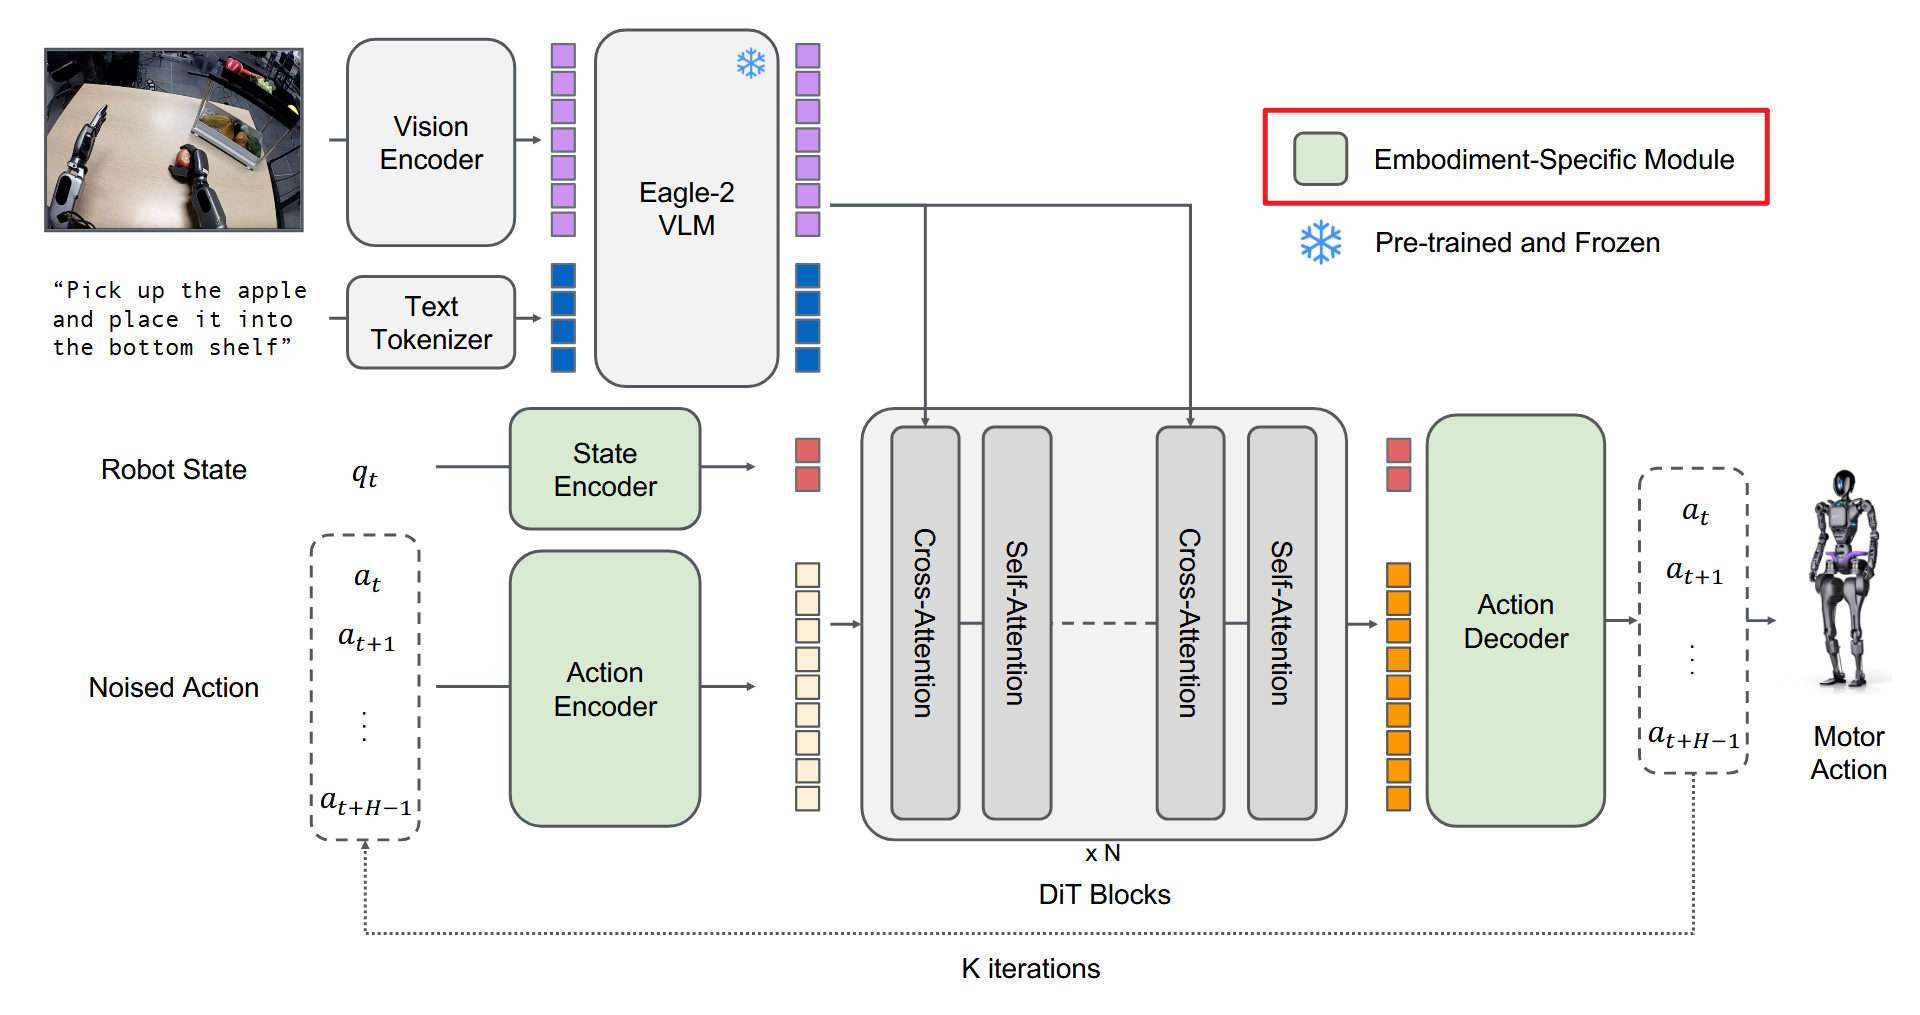 Vision
Encoder
Eagle-2
VLM
Embodiment-Specific Module
Pre-trained and Frozen
“Pick up the apple
and place it into
the bottom shelf”
Text
Tokenizer
Robot State
q_t
State
Encoder
Noised Action
a_t
a_{t+1}
⋮
a_{t+H−1}
Action
Encoder
Cross-Attention
Self-Attention
Cross-Attention
Self-Attention
x N
DiT Blocks
Action
Decoder
a_t
a_{t+1}
⋮
a_{t+H−1}
Motor
Action
K iterations